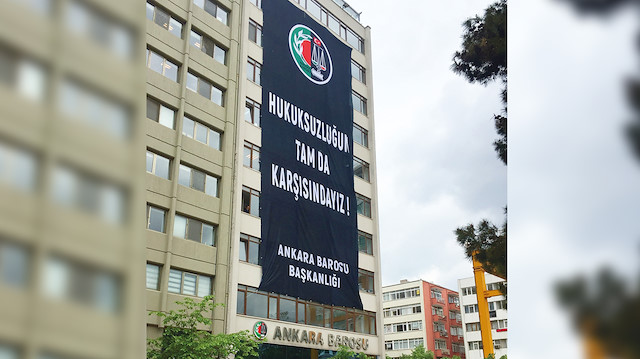 HUKUKSUZLUĞUN
TAM DA
KARŞISINDAYIZ!
ANKARA BAROSU
BAŞKANLIĞI
ANKARA BAROSU